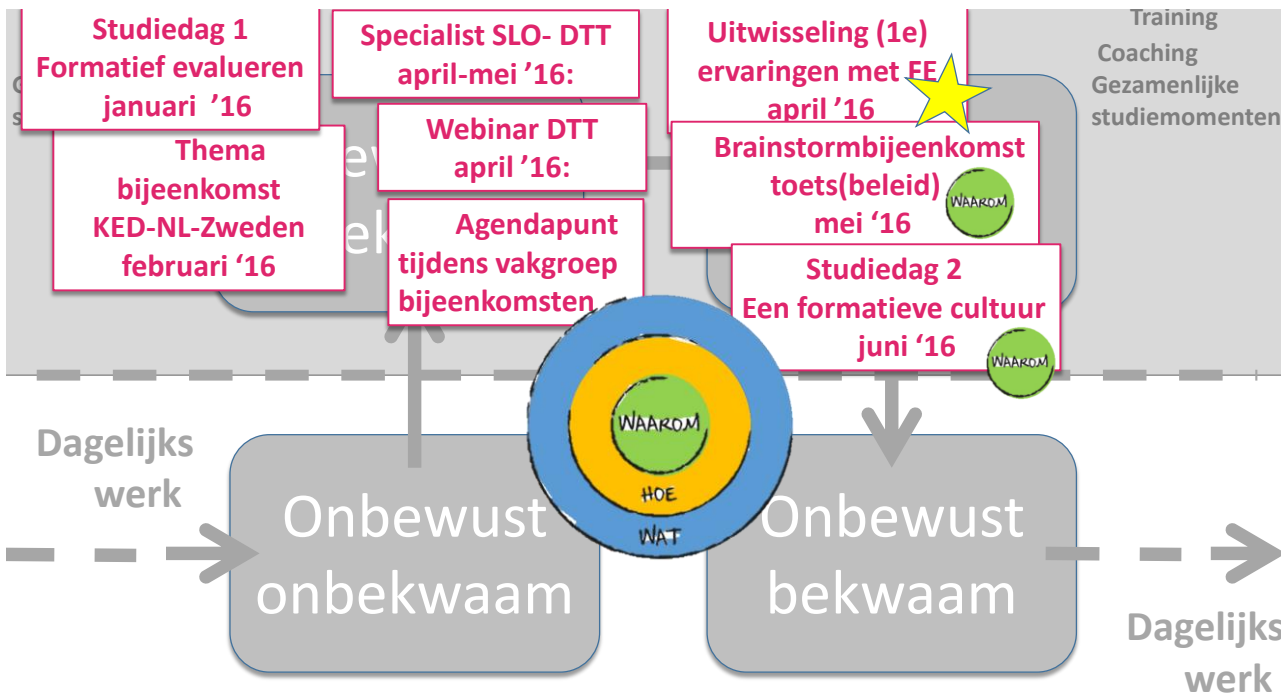 Studiedag 1
Formatief evalueren
januari '16
Specialist SLO- DTT
april-mei '16:
Uitwisseling (1e)
ervaringen met FE
april '16
Training
Coaching
Gezamenlijke
studiemomenten
Thema
bijeenkomst
KED-NL-Zweden
februari '16
Webinar DTT
april '16:
Brainstormbijeenkomst
toets(beleid)
mei '16
WAAROM
Agendapunt
tijdens vakgroep
bijeenkomsten
Studiedag 2
Een formatieve cultuur
juni '16
WAAROM
WAAROM
HOE
WAT
Dagelijks
werk
Onbewust
onbekwaam
Onbewust
bekwaam
Dagelijks
werk